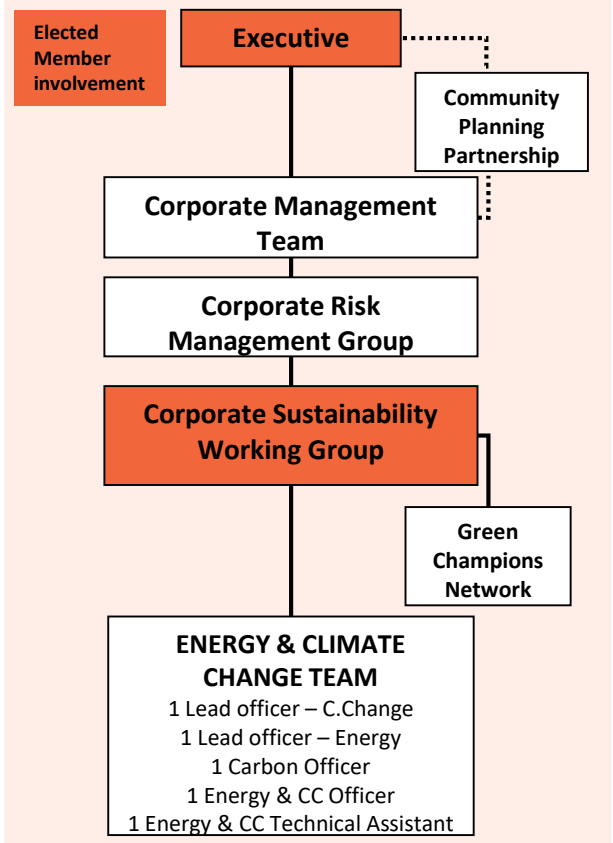 Elected
Member
involvement
Executive
Community
Planning
Partnership
Corporate Management
Team
Corporate Risk
Management Group
Corporate Sustainability
Working Group
Green
Champions
Network
ENERGY & CLIMATE
CHANGE TEAM
1 Lead officer – C.Change
1 Lead officer – Energy
1 Carbon Officer
1 Energy & CC Officer
1 Energy & CC Technical Assistant